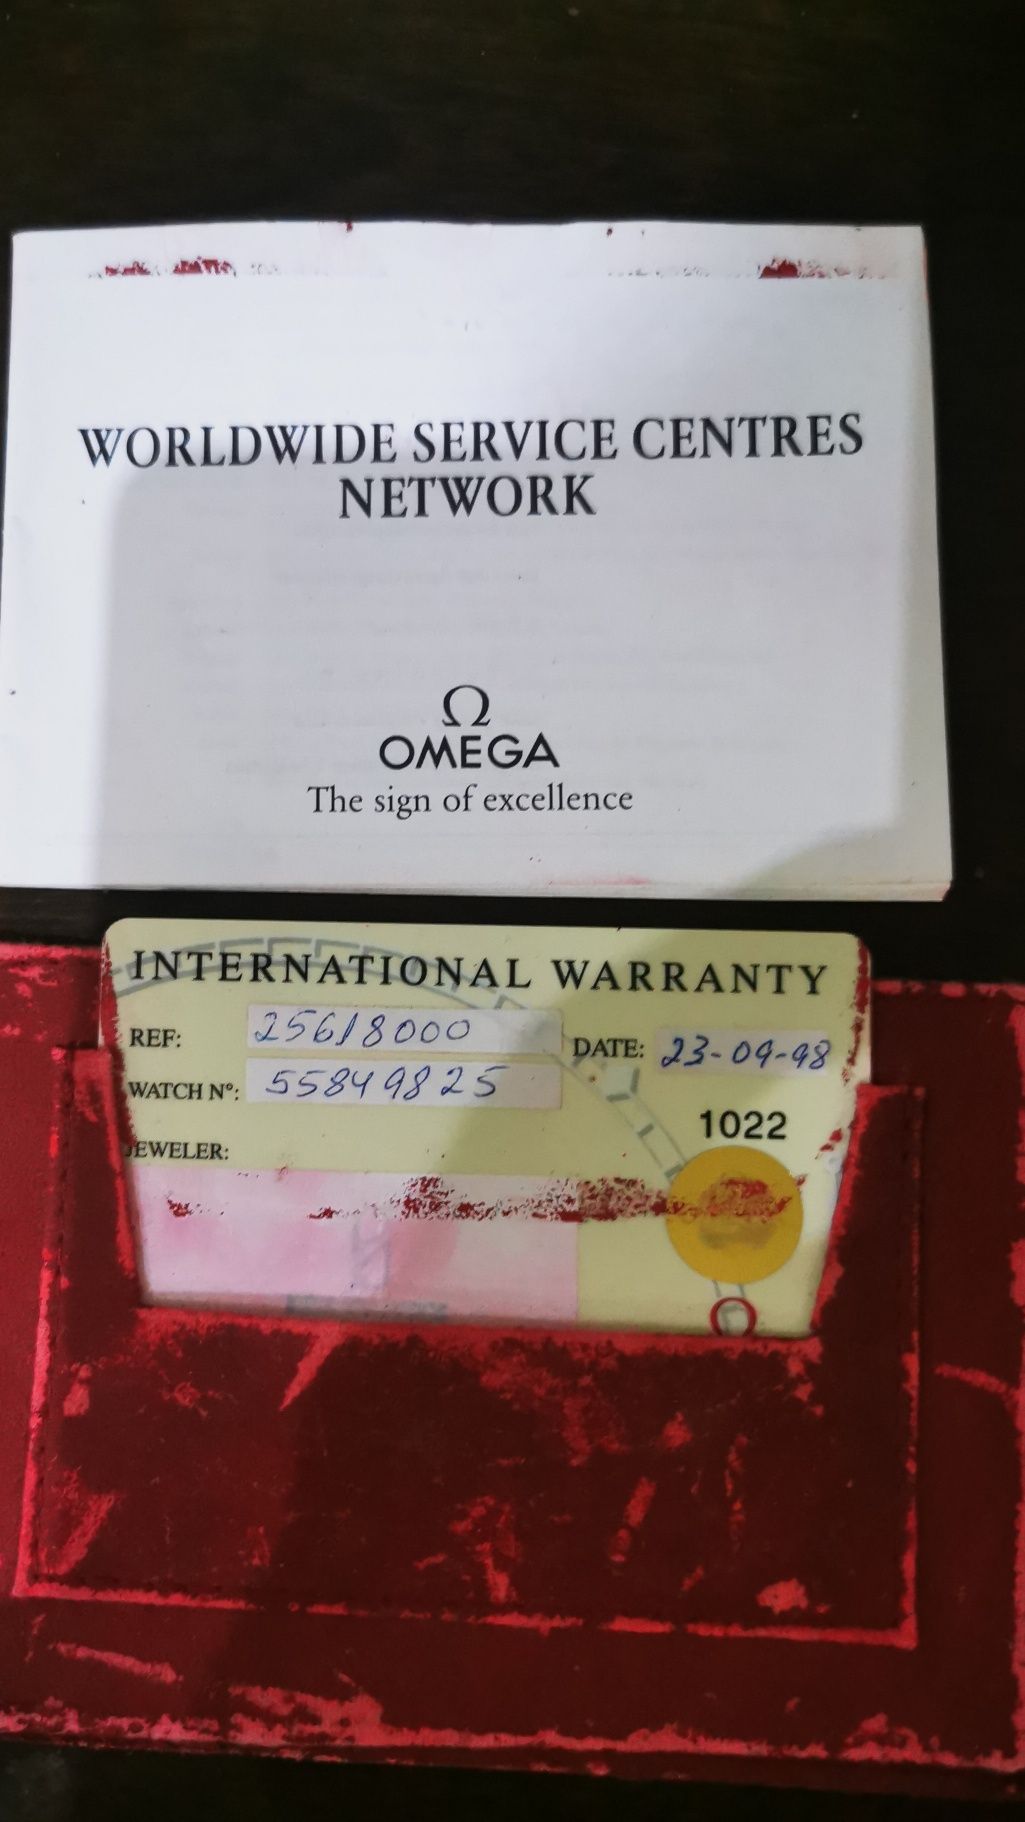 WORLDWIDE SERVICE CENTRES
NETWORK
Ω
OMEGA
The sign of excellence
INTERNATIONAL WARRANTY
REF: 25618000
DATE: 23-09-98
WATCH Nº: 55849825
1022
JEWELER: